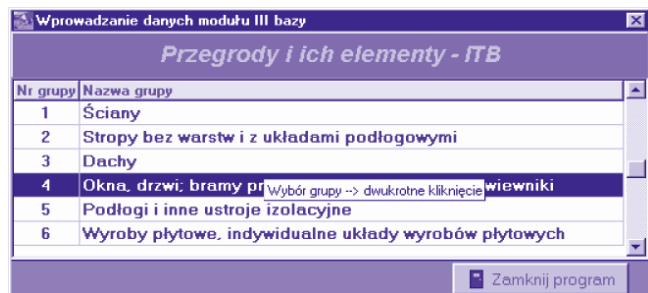 Wprowadzanie danych modułu III bazy
Przegrody i ich elementy - ITB
Nr grupy Nazwa grupy
1 Ściany
2 Stropy bez warstw i z układami podłogowymi
3 Dachy
4 Okna, drzwi; bramy wiewniki
Wybór grupy --> dwukrotne kliknięcie
5 Podłogi i inne ustroje izolacyjne
6 Wyroby płytowe, indywidualne układy wyrobów płytowych
Zamknij program